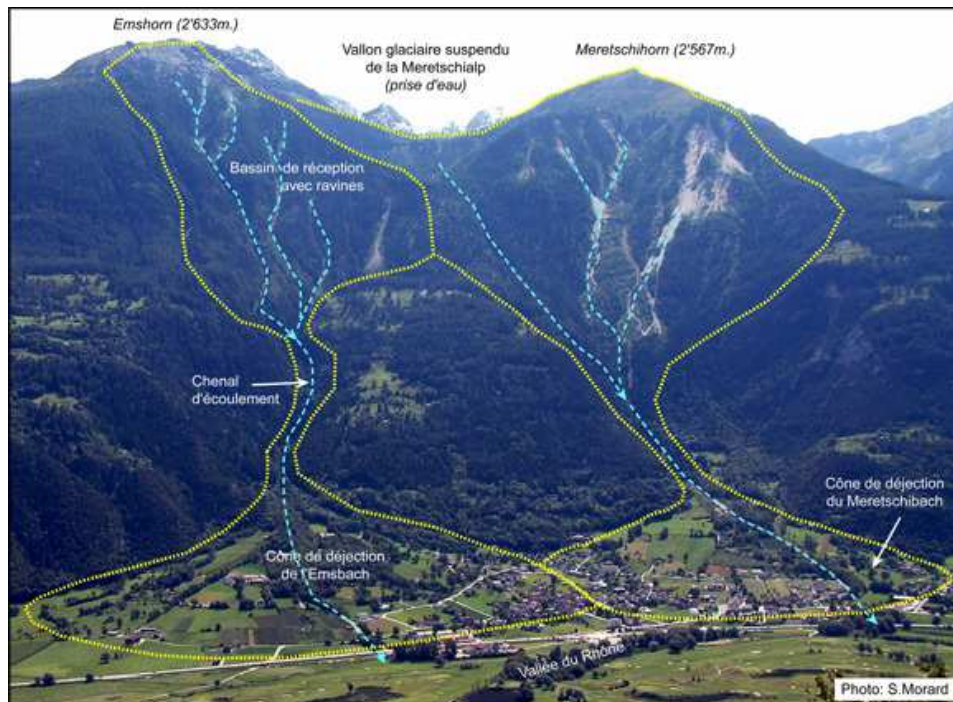 Emshorn (2'633m.)
Vallon glaciaire suspendu
de la Meretschialp
(prise d'eau)
Meretschihorn (2'567m.)
Bassin de réception
avec ravines
Chenal
d'écoulement
Cône de déjection
du Meretschibach
Cône de déjection
de l'Emsbach
Vallée du Rhône
Photo: S.Morard